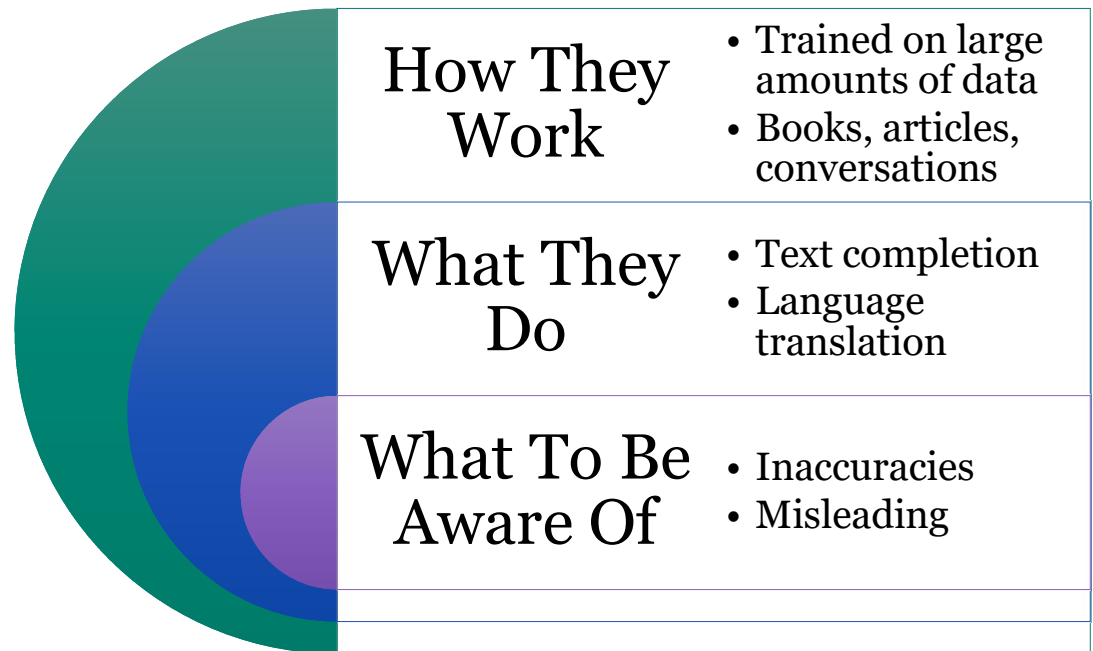 How They
Work
• Trained on large
amounts of data
• Books, articles,
conversations
What They
Do
• Text completion
• Language
translation
What To Be
Aware Of
• Inaccuracies
• Misleading